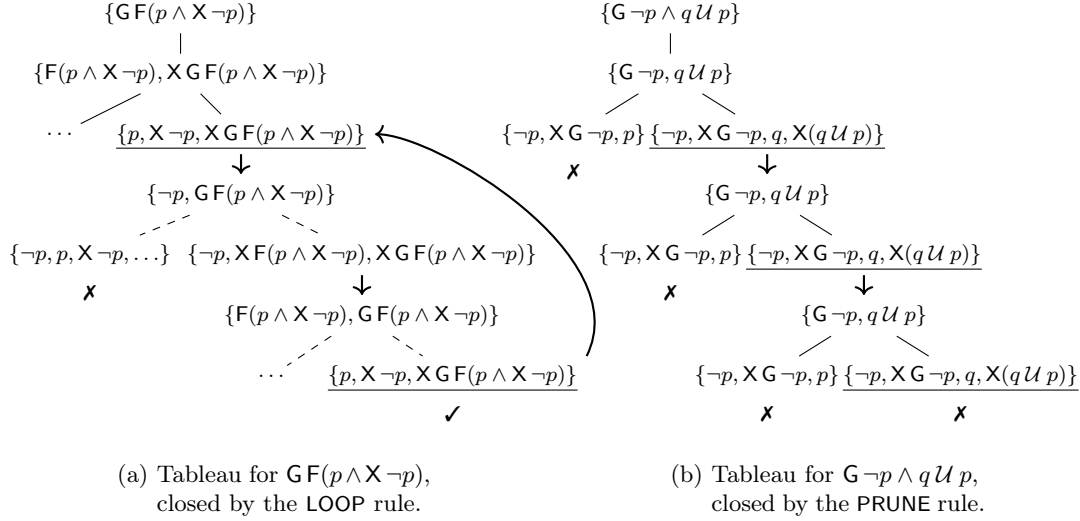 {G F(p ∧ X ¬p)}
{F(p ∧ X ¬p), X G F(p ∧ X ¬p)}
···
{p, X ¬p, X G F(p ∧ X ¬p)}
{¬p, G F(p ∧ X ¬p)}
{¬p, p, X ¬p, ...}
{¬p, X F(p ∧ X ¬p), X G F(p ∧ X ¬p)}
✗
{F(p ∧ X ¬p), G F(p ∧ X ¬p)}
···
{p, X ¬p, X G F(p ∧ X ¬p)}
✓
(a) Tableau for G F(p ∧ X ¬p),
closed by the LOOP rule.
{G ¬p ∧ q U p}
{G ¬p, q U p}
{¬p, X G ¬p, p}
{¬p, X G ¬p, q, X(q U p)}
✗
{G ¬p, q U p}
{¬p, X G ¬p, p}
{¬p, X G ¬p, q, X(q U p)}
✗
{G ¬p, q U p}
{¬p, X G ¬p, p}
{¬p, X G ¬p, q, X(q U p)}
✗
✗
(b) Tableau for G ¬p ∧ q U p,
closed by the PRUNE rule.